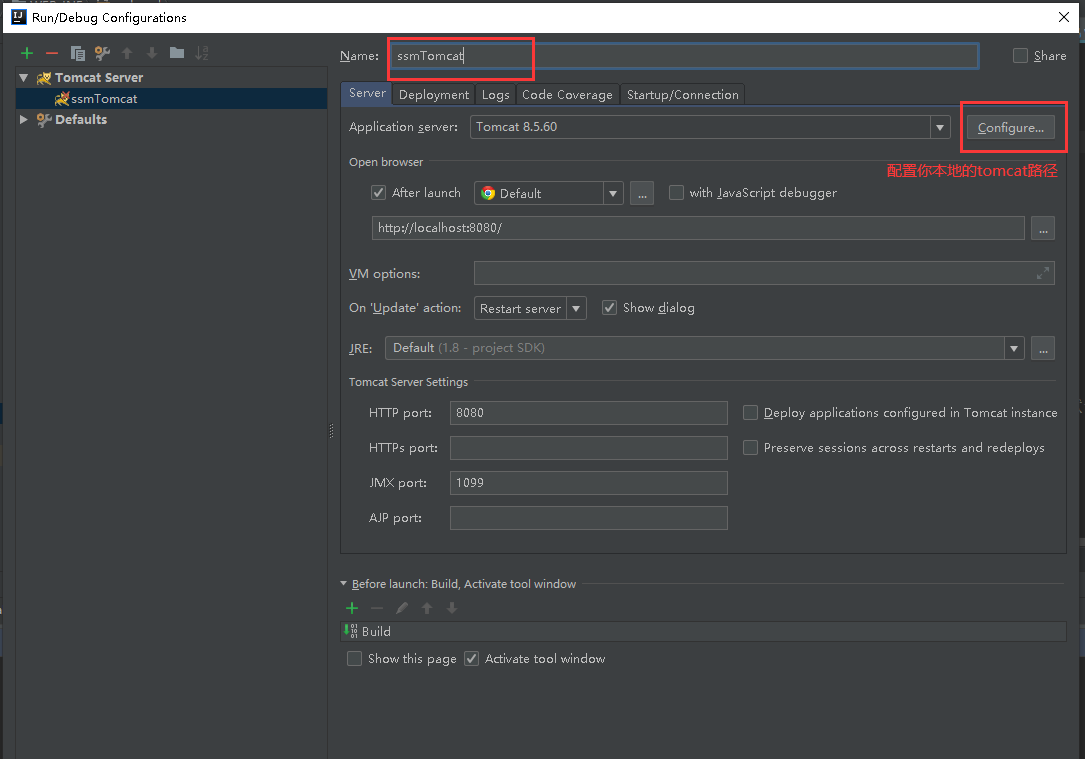 Run/Debug Configurations
Name: ssmTomcat
Share
Tomcat Server
ssmTomcat
Defaults
Server Deployment Logs Code Coverage Startup/Connection
Application server: Tomcat 8.5.60 Configure...
配置你本地的tomcat路径
Open browser
After launch Default ... with JavaScript debugger
http://localhost:8080/ ...
VM options:
On 'Update' action: Restart server Show dialog
JRE: Default (1.8 - project SDK) ...
Tomcat Server Settings
HTTP port: 8080 Deploy applications configured in Tomcat instance
HTTPs port: Preserve sessions across restarts and redeploys
JMX port: 1099
AJP port:
Before launch: Build, Activate tool window
Build
Show this page Activate tool window